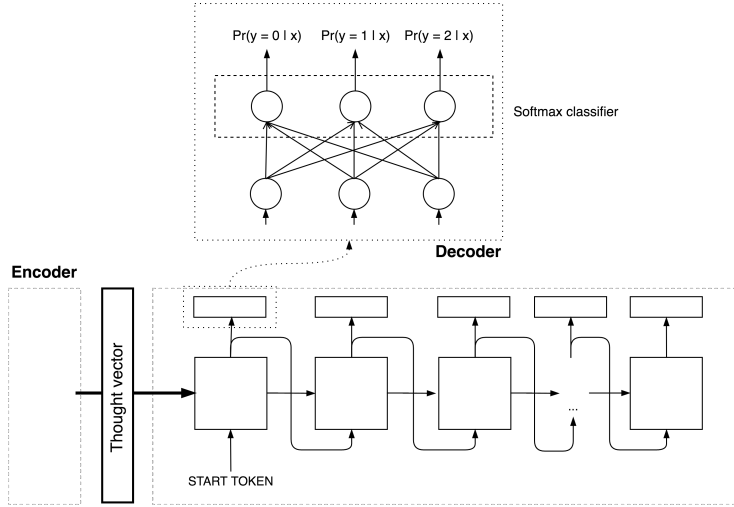 Pr(y = 0 | x) Pr(y = 1 | x) Pr(y = 2 | x)
Softmax classifier
Decoder
Encoder
Thought vector
...
START TOKEN